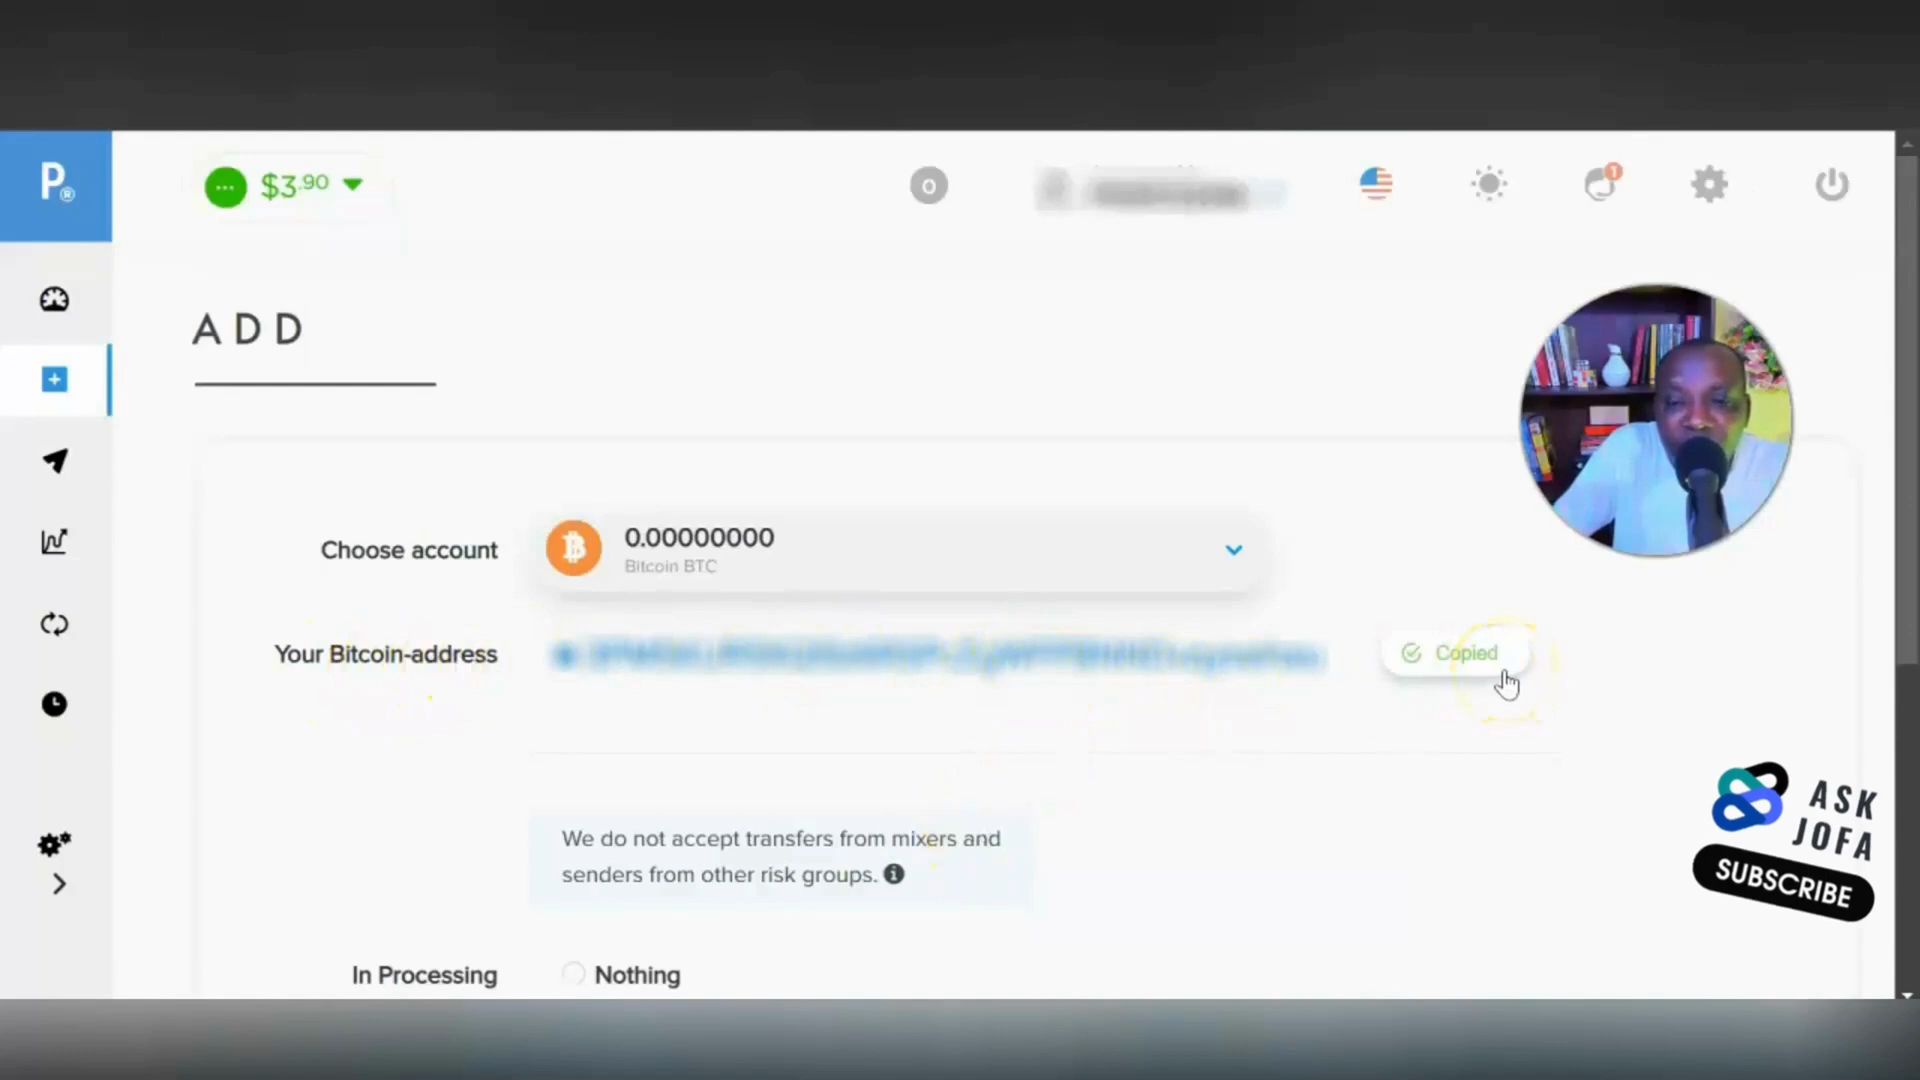 P®
$3.90
0
1
ADD
Choose account
0.00000000
Bitcoin BTC
Your Bitcoin-address
Copied
We do not accept transfers from mixers and
senders from other risk groups.
In Processing
Nothing
ASK
JOFA
SUBSCRIBE